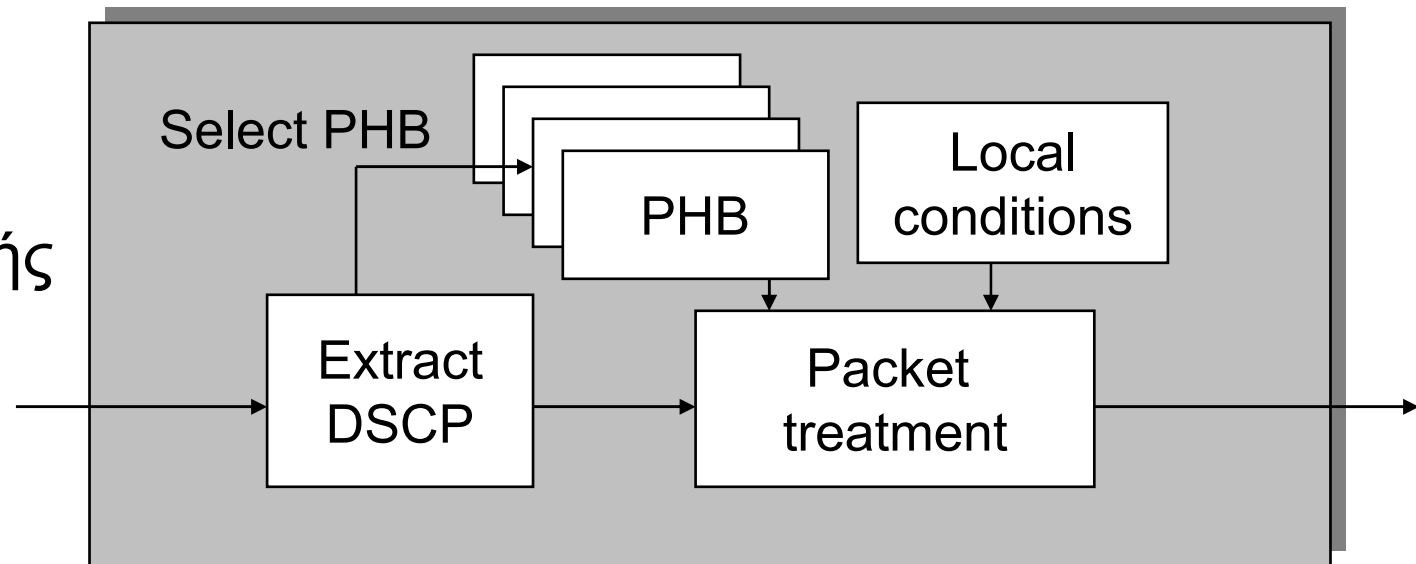 Select PHB
PHB
Local
conditions
ής
Extract
DSCP
Packet
treatment